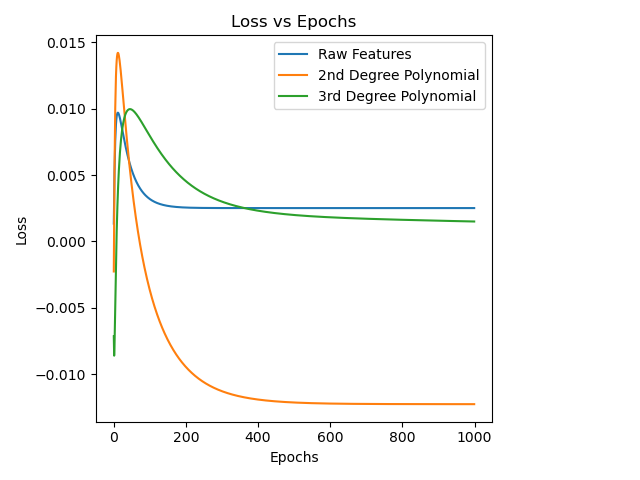 Loss vs Epochs
Raw Features
2nd Degree Polynomial
3rd Degree Polynomial
0.015
0.010
0.005
0.000
−0.005
−0.010
Loss
0 200 400 600 800 1000
Epochs